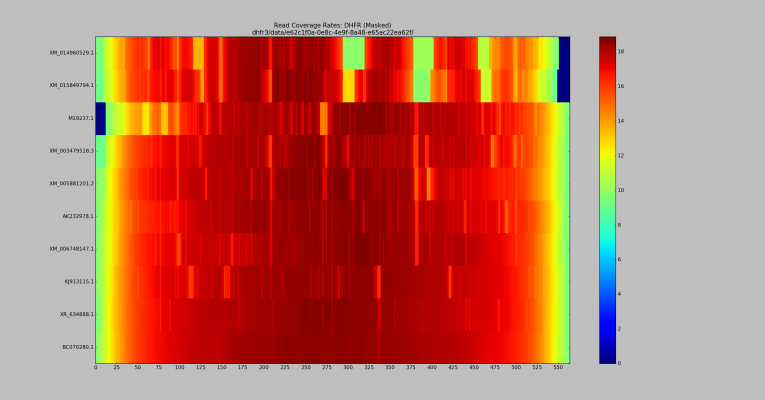 Read Coverage Rates: DHFR (Masked)
dhfr3/data/e62c1f0a-0e8c-4e9f-8a48-e65ac22ea62f/
XM_014960529.1
XM_015849794.1
M19237.1
XM_003479518.3
XM_005881201.2
AK232978.1
XM_006748147.1
KJ913115.1
XR_634888.1
BC070280.1
0 25 50 75 100 125 150 175 200 225 250 275 300 325 350 375 400 425 450 475 500 525 550
18
16
14
12
10
8
6
4
2
0